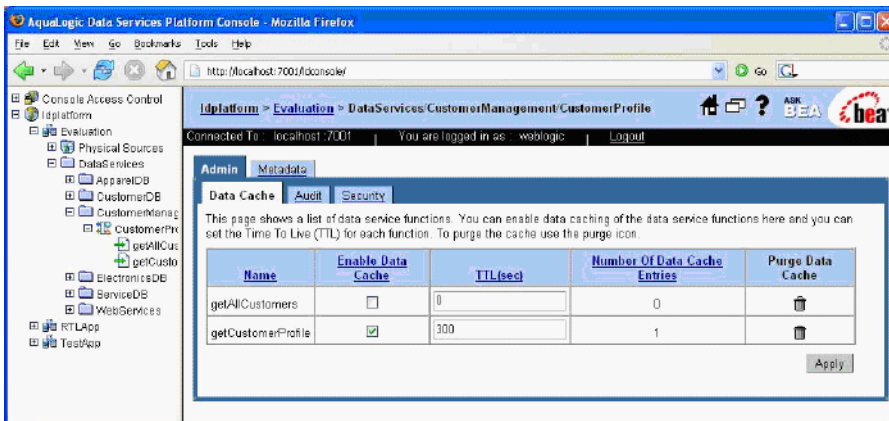 AquaLogic Data Services Platform Console - Mozilla Firefox
File Edit View Go Bookmarks Tools Help
http://localhost:7001/ldconsole/
Go
Console Access Control
ldplatform
Evaluation
Physical Sources
DataServices
ApparelDB
CustomerDB
CustomerManag
CustomerPro
getAllCus
getCusto
ElectronicsDB
ServiceDB
WebServices
RTLApp
TestApp
ldplatform > Evaluation > DataServices/CustomerManagement/CustomerProfile
?
ASK BEA
bea
Connected To : localhost :7001 | You are logged in as : weblogic | Logout
Admin Metadata
Data Cache Audit Security
This page shows a list of data service functions. You can enable data caching of the data service functions here and you can
set the Time To Live (TTL) for each function. To purge the cache use the purge icon.
Name Enable Data Cache TTL(sec) Number Of Data Cache Entries Purge Data Cache
getAllCustomers 0 0
getCustomerProfile 300 1
Apply